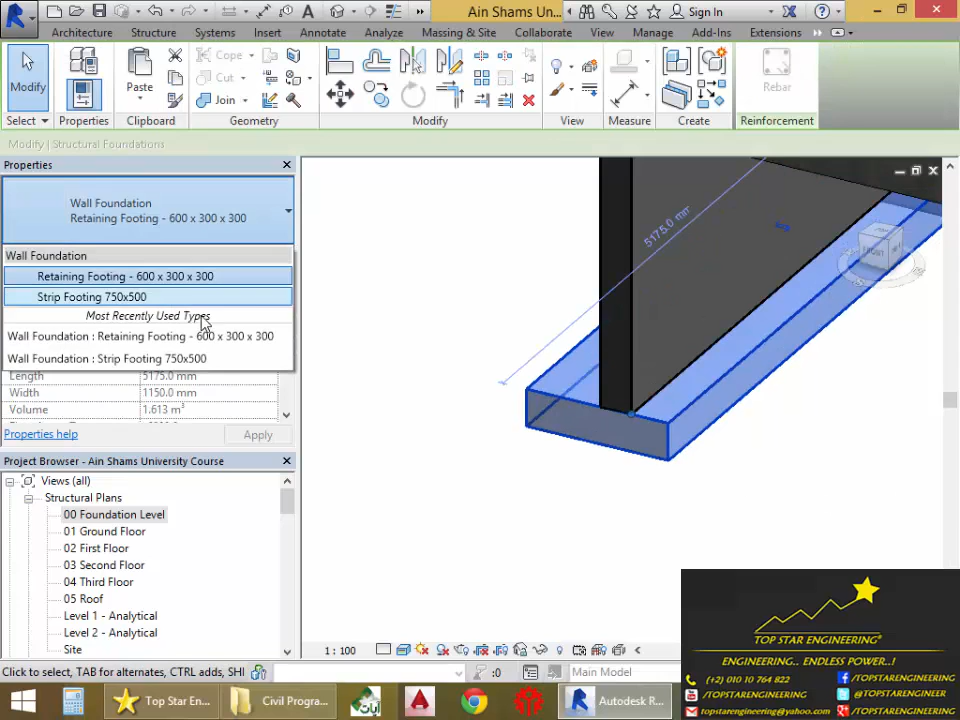 Ain Shams Un... Sign In
Architecture Structure Systems Insert Annotate Analyze Massing & Site Collaborate View Manage Add-Ins Extensions
Modify Paste Cope Cut Join Rebar
Select Properties Clipboard Geometry Modify View Measure Create Reinforcement
Modify | Structural Foundations
Properties
Wall Foundation
Retaining Footing - 600 x 300 x 300
Wall Foundation
Retaining Footing - 600 x 300 x 300
Strip Footing 750x500
Most Recently Used Types
Wall Foundation : Retaining Footing - 600 x 300 x 300
Wall Foundation : Strip Footing 750x500
Length 5175.0 mm
Width 1150.0 mm
Volume 1.613 m³
Properties help Apply
Project Browser - Ain Shams University Course
Views (all)
Structural Plans
00 Foundation Level
01 Ground Floor
02 First Floor
03 Second Floor
04 Third Floor
05 Roof
Level 1 - Analytical
Level 2 - Analytical
Site
5175.0 mm
FRONT
1 : 100
Click to select, TAB for alternates, CTRL adds, SHI :0 Main Model
Top Star En... Civil Progra... Autodesk R...
TOP STAR ENGINEERING®
ENGINEERING.. ENDLESS POWER..!
(+2) 010 10 764 822 /TOPSTARENGINEERING
/TOPSTARENGINEERING @TOPSTARENGINEER
topstarengineering@yahoo.com /TOPSTARENGINEERING